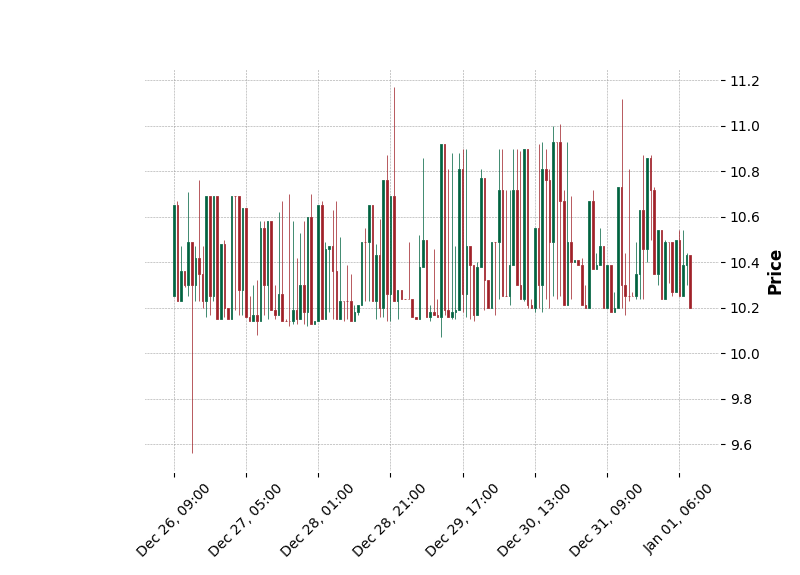 11.2
11.0
10.8
10.6
10.4
10.2
10.0
9.8
9.6
Price
Dec 26, 09:00
Dec 27, 05:00
Dec 28, 01:00
Dec 28, 21:00
Dec 29, 17:00
Dec 30, 13:00
Dec 31, 09:00
Jan 01, 06:00